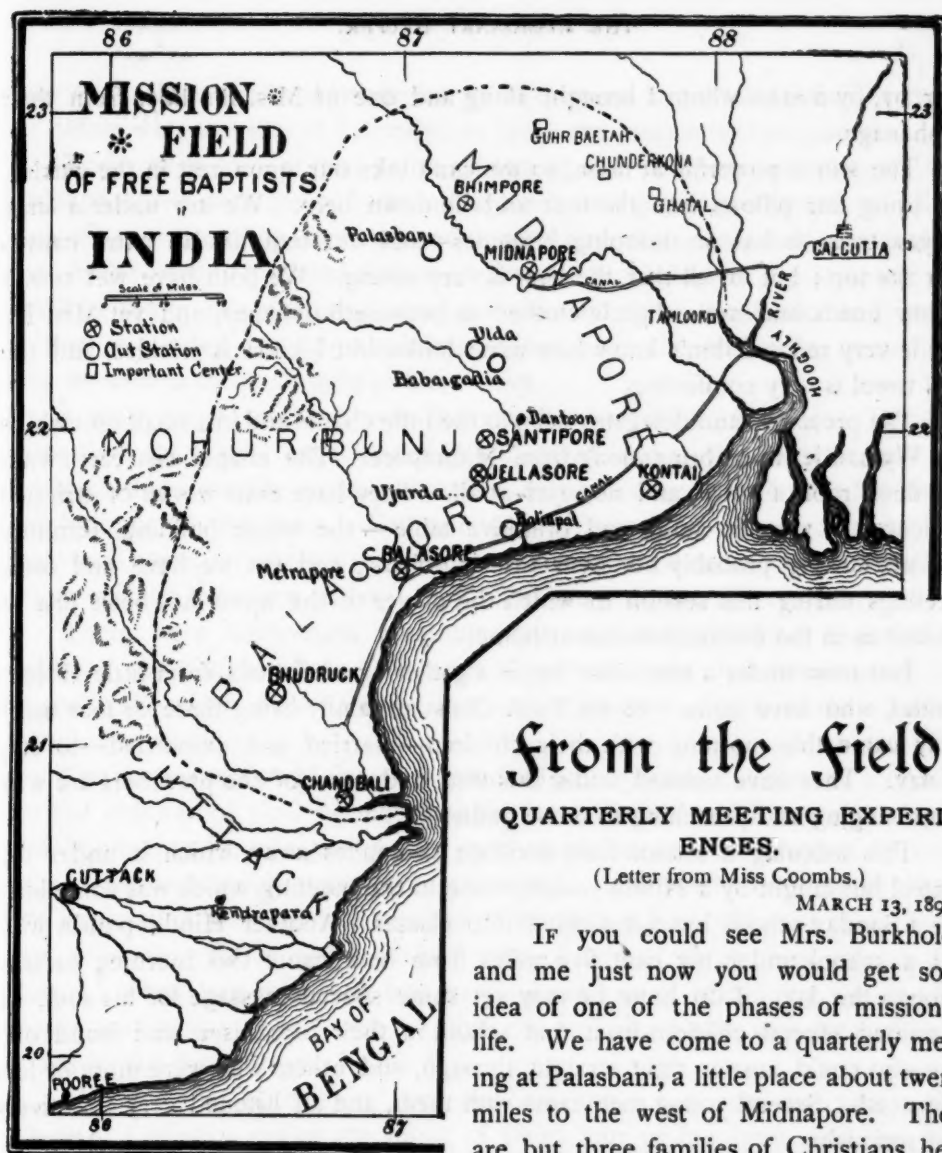 86 87 88
MISSION
FIELD
OF FREE BAPTISTS
IN
INDIA
Scale of Miles
Station
Out Station
Important Center
23 23
GUHR BAETAH
CHUNDERKONA
GHATAL
BHIMPORE
Palasbani
MIDNAPORE
CANAL
CALCUTTA
TAMLOOK
RIVER
Ulda
Babaigadia
MIDNAPORE
22 22
MOHURBUNJ
Dantoon
SANTIPORE
JELLASORE
KONTAI
Ujurda
Baliapal
CANAL
BALASORE
Metrapore
BALASORE
BHUDRUCK
21
CHANDBALI
CUTTACK
CUTTACK
Kendrapara
BAY OF
BENGAL
20
POOREE
86 87
From the Field
QUARTERLY MEETING EXPERI
ENCES.
(Letter from Miss Coombs.)
MARCH 13, 189
If you could see Mrs. Burkhol
and me just now you would get so
idea of one of the phases of mission
life. We have come to a quarterly me
ing at Palasbani, a little place about twe
miles to the west of Midnapore. The
are but three families of Christians he